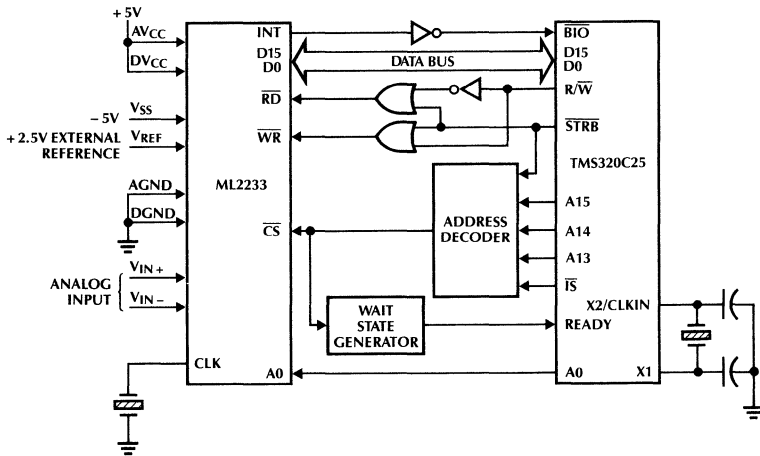 +5V
AVCC
DVCC
VSS
–5V
+2.5V EXTERNAL
REFERENCE
VREF
AGND
DGND
ANALOG
INPUT
VIN+
VIN–
CLK
ML2233
INT
D15
D0
RD
WR
CS
A0
DATA BUS
ADDRESS
DECODER
WAIT
STATE
GENERATOR
BIO
D15
D0
R/W
STRB
TMS320C25
A15
A14
A13
IS
X2/CLKIN
READY
A0
X1